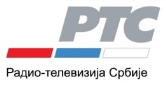 РТС
Радио-телевизија Србије